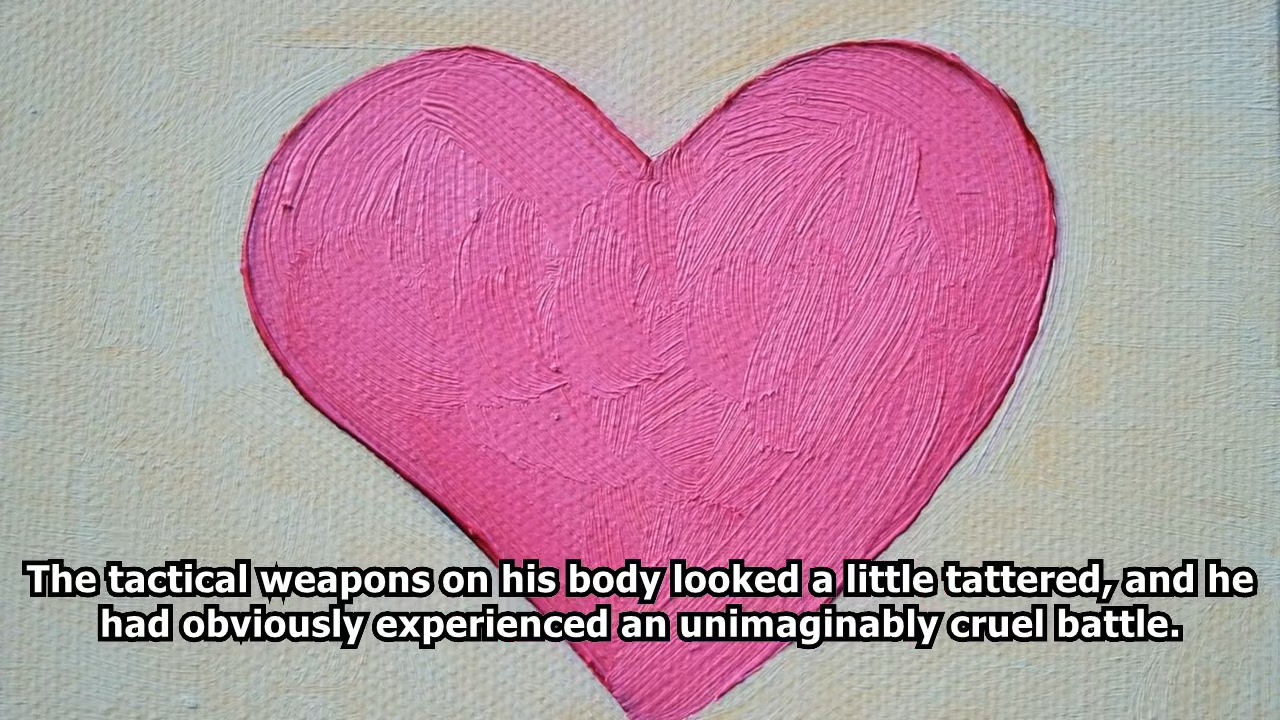 The tactical weapons on his body looked a little tattered, and he
had obviously experienced an unimaginably cruel battle.